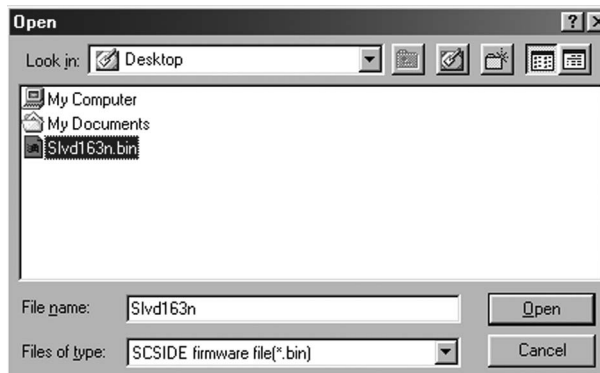 Open
Look in: Desktop
My Computer
My Documents
Slvd163n.bin
File name: Slvd163n Open
Files of type: SCSIDE firmware file(*.bin) Cancel